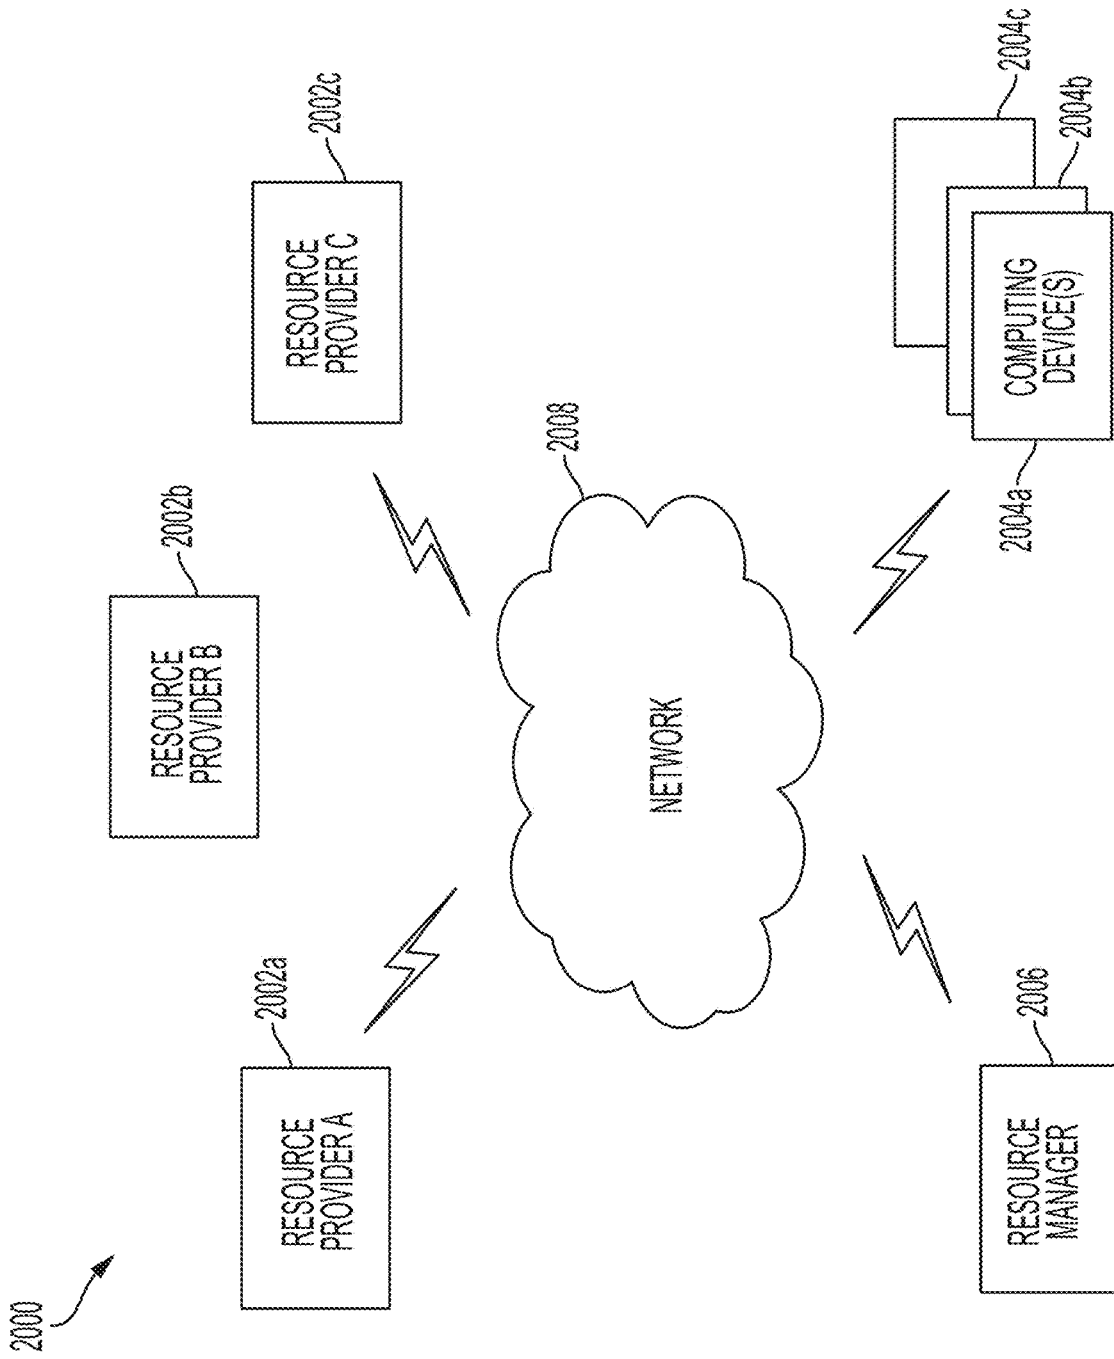 2000
2002b
RESOURCE
PROVIDER B
2002a
RESOURCE
PROVIDER A
2002c
RESOURCE
PROVIDER C
2008
NETWORK
2006
RESOURCE
MANAGER
2004a
COMPUTING
DEVICE(S)
2004b
2004c